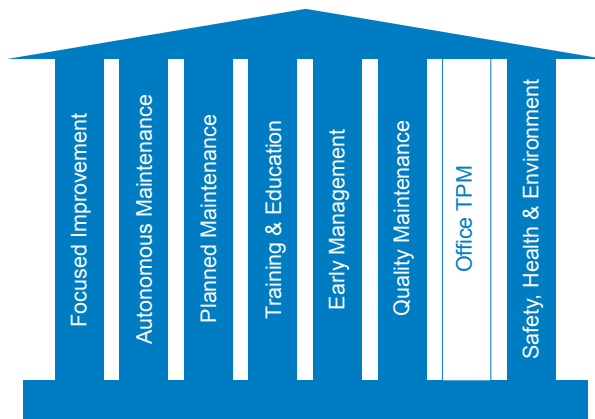 Focused Improvement
Autonomous Maintenance
Planned Maintenance
Training & Education
Early Management
Quality Maintenance
Office TPM
Safety, Health & Environment